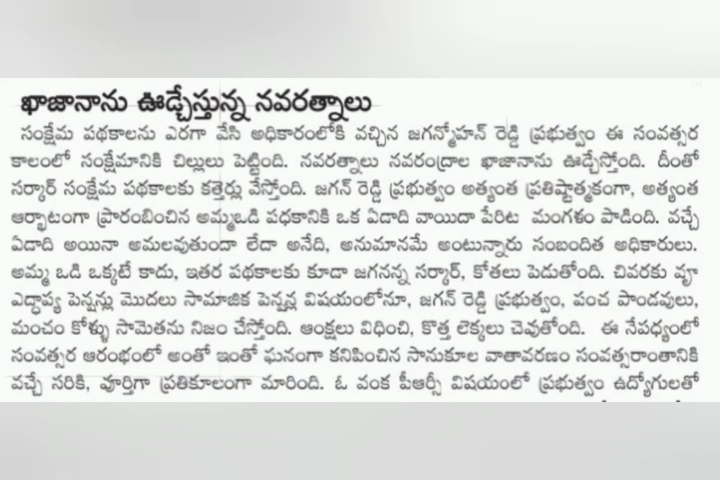 ఖాజానాను ఊడ్చేస్తున్న నవరత్నాలు
సంక్షేమ పథకాలను ఎరగా వేసి అధికారంలోకి వచ్చిన జగన్మోహన్ రెడ్డి ప్రభుత్వం ఈ సంవత్సర
కాలంలో సంక్షేమానికి చిల్లులు పెట్టింది. నవరత్నాలు నవరంద్రాల ఖాజానాను ఊడ్చేస్తోంది. దీంతో
సర్కార్ సంక్షేమ పథకాలకు కత్తెర్లు వేస్తోంది. జగన్ రెడ్డి ప్రభుత్వం అత్యంత ప్రతిష్టాత్మకంగా, అత్యంత
ఆర్భాటంగా ప్రారంబించిన అమ్మఒడి పధకానికి ఒక ఏడాది వాయిదా పేరిట మంగళం పాడింది. వచ్చే
ఏడాది అయినా అమలవుతుందా లేదా అనేది, అనుమానమే అంటున్నారు సంబందిత అధికారులు.
అమ్మ ఒడి ఒక్కటే కాదు, ఇతర పథకాలకు కూడా జగనన్న సర్కార్, కోతలు పెడుతోంది. చివరకు వృ
ఎద్ధాప్య పెన్షన్లు మొదలు సామాజిక పెన్షన్ల విషయంలోనూ, జగన్ రెడ్డి ప్రభుత్వం, పంచ పాండవులు,
మంచం కోళ్ళు సామెతను నిజం చేస్తోంది. ఆంక్షలు విధించి, కొత్త లెక్కలు చెవుతోంది. ఈ నేపధ్యంలో
సంవత్సర ఆరంభంలో అంతో ఇంతో ఘనంగా కనిపించిన సానుకూల వాతావరణం సంవత్సరాంతానికి
వచ్చే నరికి, వూర్తిగా ప్రతికూలంగా మారింది. ఓ వంక పీఆర్సీ విషయంలో ప్రభుత్వం ఉద్యోగులతో